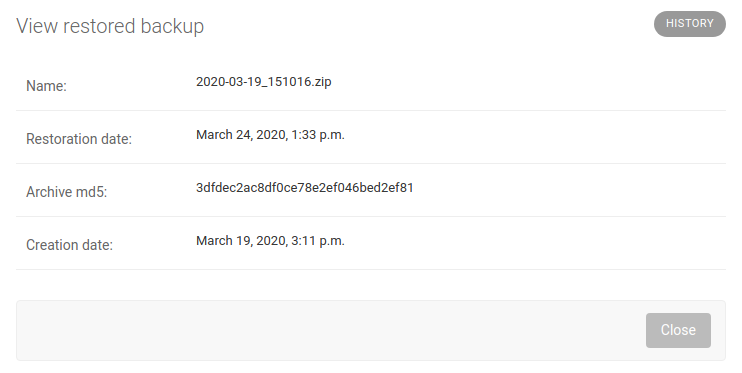 View restored backup
HISTORY
Name: 2020-03-19_151016.zip
Restoration date: March 24, 2020, 1:33 p.m.
Archive md5: 3dfdec2ac8df0ce78e2ef046bed2ef81
Creation date: March 19, 2020, 3:11 p.m.
Close